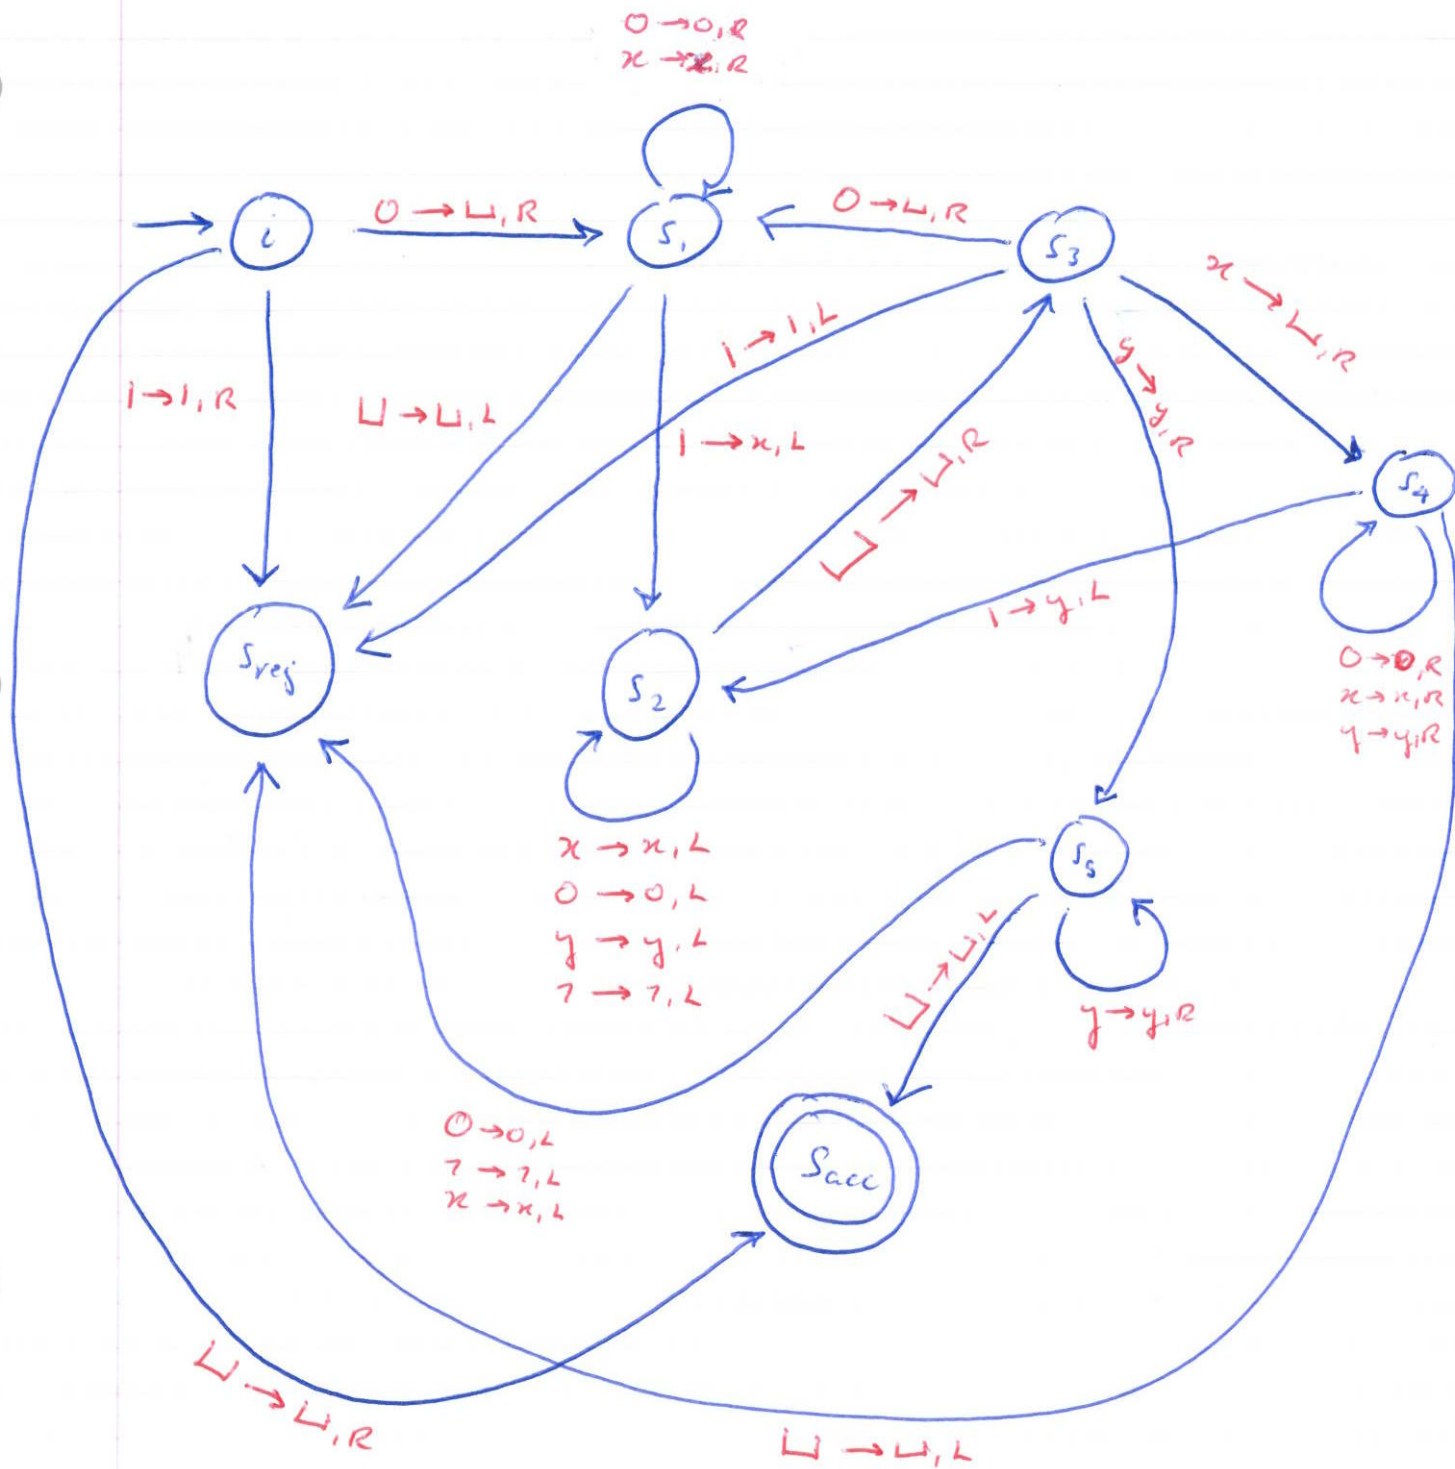 0 → 0, R
x → x, R
i
0 → ⊔, R
S1
0 → ⊔, R
S3
x → ⊔, R
1 → 1, R
⊔ → ⊔, L
1 → 1, L
1 → x, L
⊔ → ⊔, R
y → y, R
S4
1 → y, L
0 → 0, R
x → x, R
y → y, R
Srej
S2
x → x, L
0 → 0, L
y → y, L
1 → 1, L
S5
⊔ → ⊔, L
y → y, R
0 → 0, L
1 → 1, L
x → x, L
Sacc
⊔ → ⊔, R
⊔ → ⊔, L